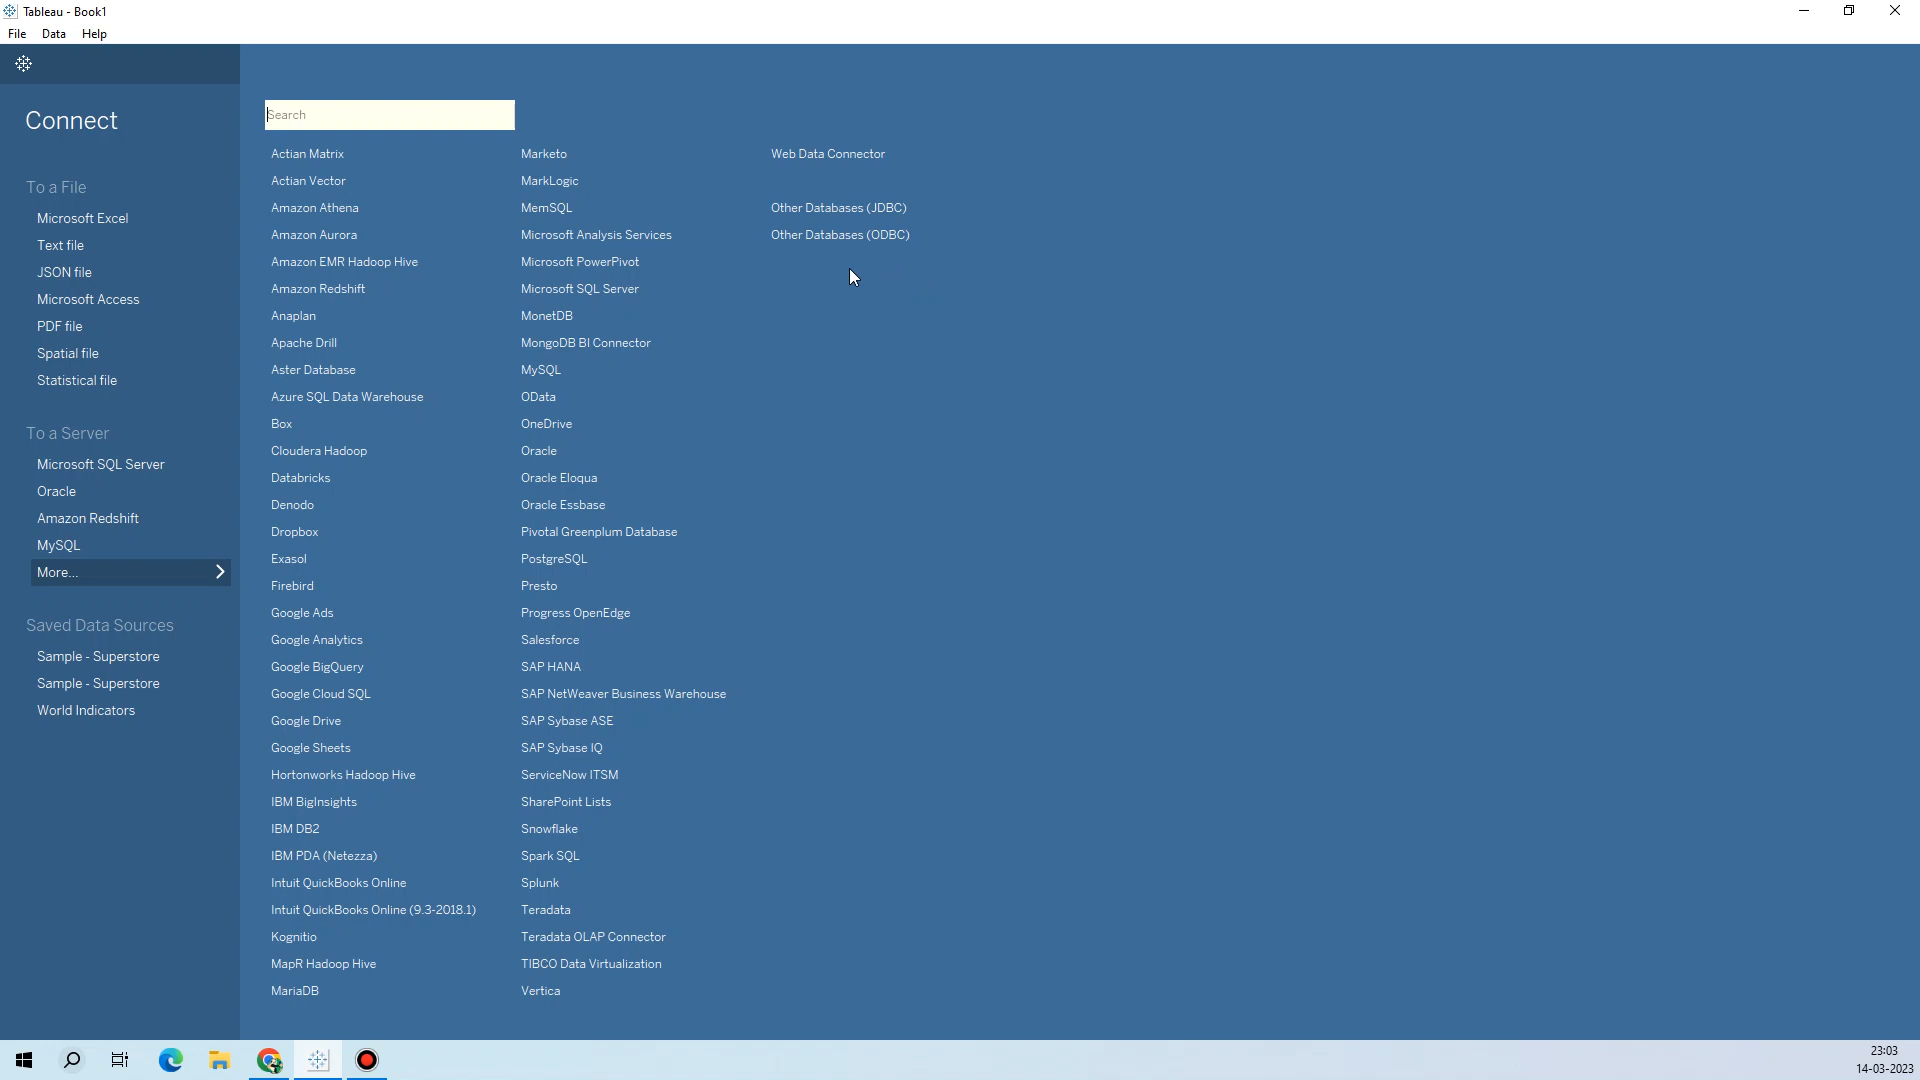 Tableau - Book1
File Data Help
Connect
To a File
Microsoft Excel
Text file
JSON file
Microsoft Access
PDF file
Spatial file
Statistical file
To a Server
Microsoft SQL Server
Oracle
Amazon Redshift
MySQL
More...
Saved Data Sources
Sample - Superstore
Sample - Superstore
World Indicators
Search
Actian Matrix
Actian Vector
Amazon Athena
Amazon Aurora
Amazon EMR Hadoop Hive
Amazon Redshift
Anaplan
Apache Drill
Aster Database
Azure SQL Data Warehouse
Box
Cloudera Hadoop
Databricks
Denodo
Dropbox
Exasol
Firebird
Google Ads
Google Analytics
Google BigQuery
Google Cloud SQL
Google Drive
Google Sheets
Hortonworks Hadoop Hive
IBM BigInsights
IBM DB2
IBM PDA (Netezza)
Intuit QuickBooks Online
Intuit QuickBooks Online (9.3-2018.1)
Kognitio
MapR Hadoop Hive
MariaDB
Marketo
MarkLogic
MemSQL
Microsoft Analysis Services
Microsoft PowerPivot
Microsoft SQL Server
MonetDB
MongoDB BI Connector
MySQL
OData
OneDrive
Oracle
Oracle Eloqua
Oracle Essbase
Pivotal Greenplum Database
PostgreSQL
Presto
Progress OpenEdge
Salesforce
SAP HANA
SAP NetWeaver Business Warehouse
SAP Sybase ASE
SAP Sybase IQ
ServiceNow ITSM
SharePoint Lists
Snowflake
Spark SQL
Splunk
Teradata
Teradata OLAP Connector
TIBCO Data Virtualization
Vertica
Web Data Connector
Other Databases (JDBC)
Other Databases (ODBC)
23:03
14-03-2023